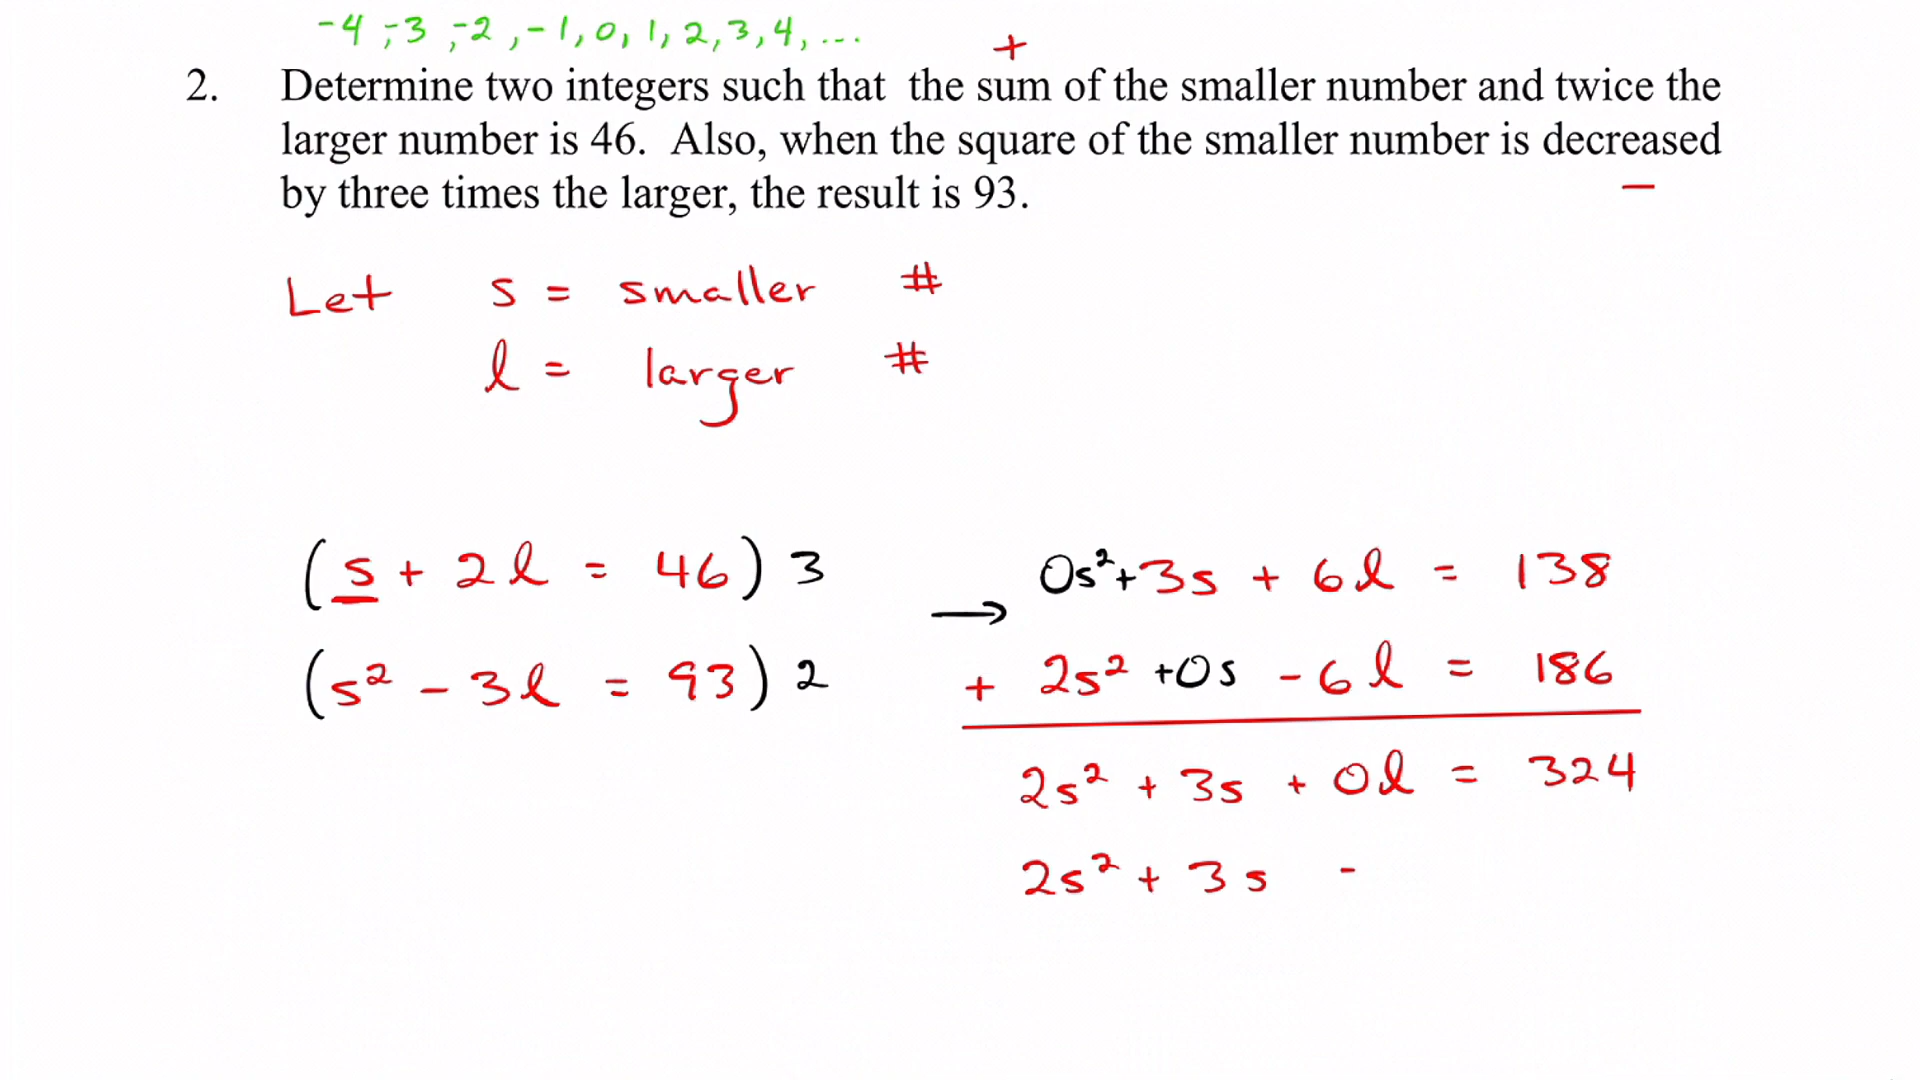 -4, -3, -2, -1, 0, 1, 2, 3, 4, ...
+
2. Determine two integers such that the sum of the smaller number and twice the
larger number is 46. Also, when the square of the smaller number is decreased
by three times the larger, the result is 93.
−
Let s = smaller #
l = larger #
(s + 2l = 46) 3
(s² - 3l = 93) 2
→ 0s² + 3s + 6l = 138
+ 2s² + 0s - 6l = 186
2s² + 3s + 0l = 324
2s² + 3s -